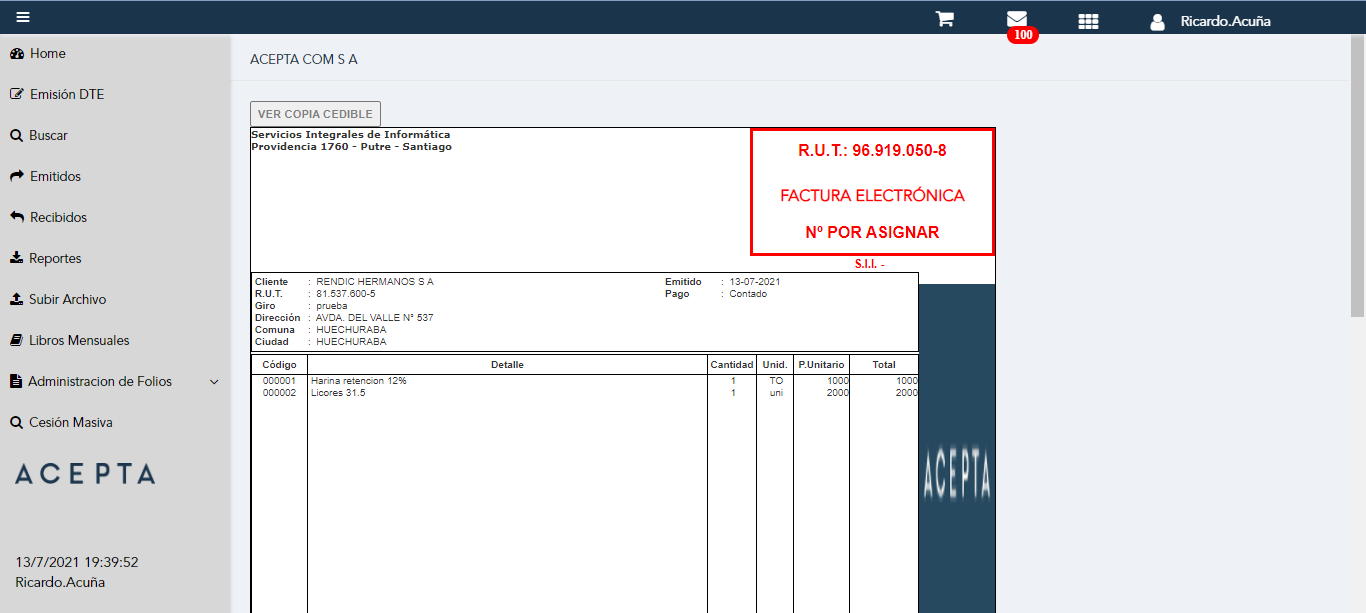 Ricardo.Acuña
100
Home
Emisión DTE
Buscar
Emitidos
Recibidos
Reportes
Subir Archivo
Libros Mensuales
Administracion de Folios
Cesión Masiva
ACEPTA
13/7/2021 19:39:52
Ricardo.Acuña
ACEPTA COM S A
VER COPIA CEDIBLE
Servicios Integrales de Informática
Providencia 1760 - Putre - Santiago
R.U.T.: 96.919.050-8
FACTURA ELECTRÓNICA
Nº POR ASIGNAR
S.I.I. -
Cliente : RENDIC HERMANOS S A Emitido : 13-07-2021
R.U.T. : 81.537.600-5 Pago : Contado
Giro : prueba
Dirección : AVDA. DEL VALLE N° 537
Comuna : HUECHURABA
Ciudad : HUECHURABA
Código Detalle Cantidad Unid. P.Unitario Total
000001 Harina retencion 12% 1 TO 1000 1000
000002 Licores 31.5 1 uni 2000 2000
ACEPTA